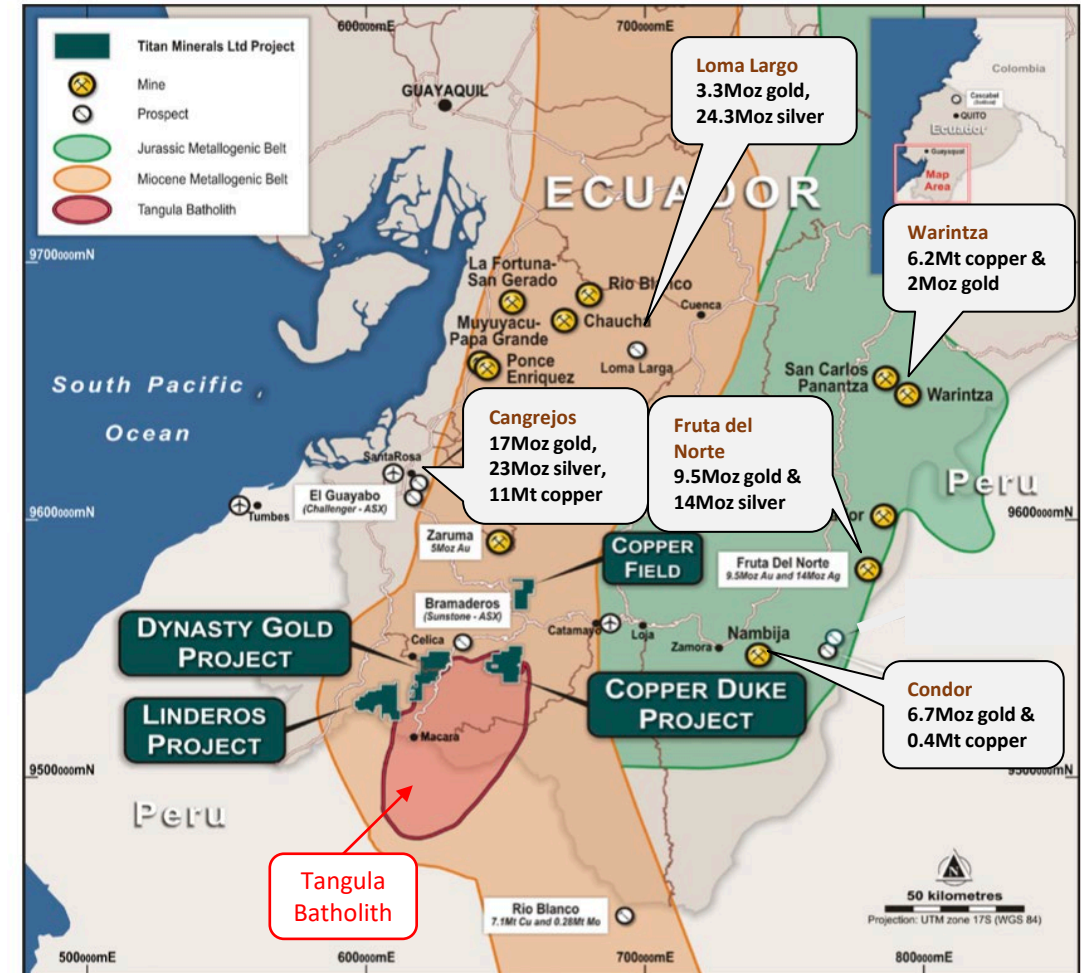 600000mE
700000mE
Titan Minerals Ltd Project
Mine
Prospect
Jurassic Metallogenic Belt
Miocene Metallogenic Belt
Tangula Batholith
GUAYAQUIL
Loma Largo
3.3Moz gold,
24.3Moz silver
Colombia
Cascabel
QUITO
Ecuador
Guayaquil
Map
Area
ECUADOR
Warintza
6.2Mt copper &
2Moz gold
9700000mN
La Fortuna-
San Gerado
Rio Blanco
Cuenca
Chaucha
Muyuyacu-
Papa Grande
Ponce
Enriquez
Loma Larga
San Carlos
Panantza
Warintza
South Pacific
Ocean
Cangrejos
17Moz gold,
23Moz silver,
11Mt copper
Fruta del
Norte
9.5Moz gold &
14Moz silver
Peru
SantaRosa
El Guayabo
(Challenger - ASX)
Tumbes
9600000mN
9600000mN
Zaruma
5Moz Au
COPPER
FIELD
Fruta Del Norte
9.5Moz Au and 14Moz Ag
Bramaderos
(Sunstone - ASX)
DYNASTY GOLD
PROJECT
Celica
Catamayo
Loja
Zamora
Nambija
LINDEROS
PROJECT
COPPER DUKE
PROJECT
Condor
6.7Moz gold &
0.4Mt copper
Macara
9500000mN
9500000mN
Peru
Tangula
Batholith
N
50 kilometres
Projection: UTM zone 17S (WGS 84)
Rio Blanco
7.1Mt Cu and 0.28Mt Mo
500000mE
600000mE
700000mE
800000mE